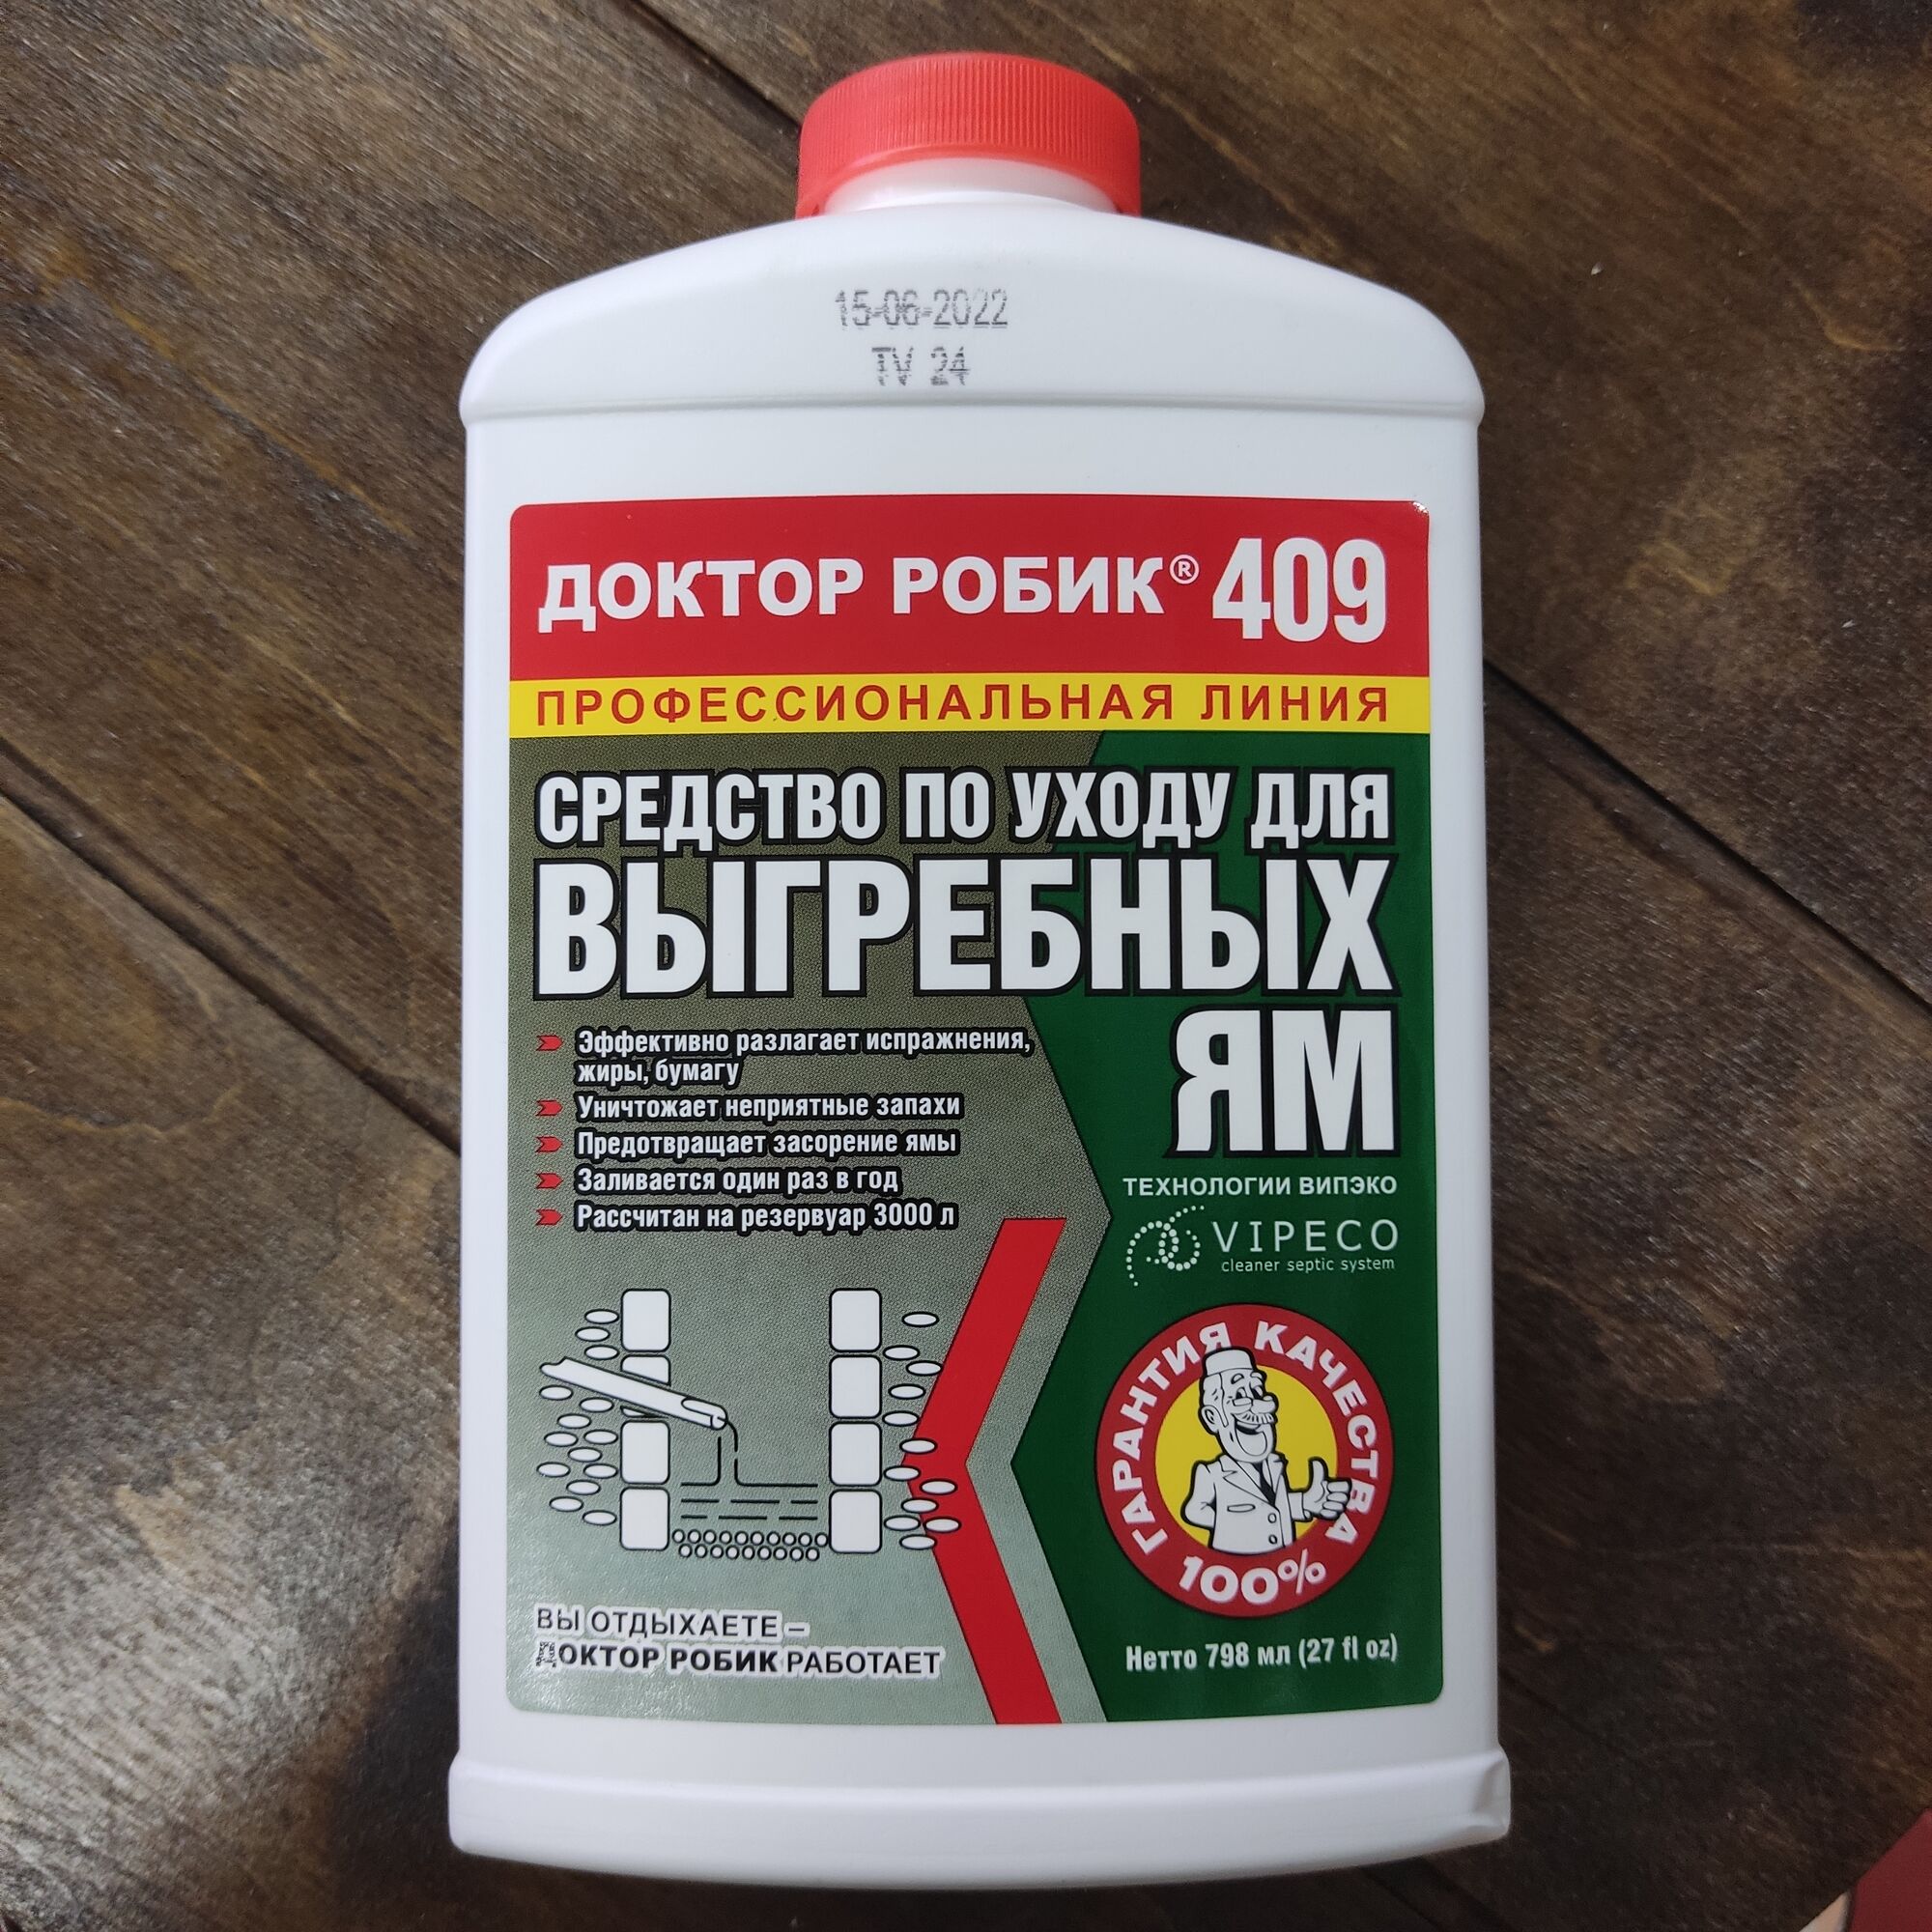 15-06-2022
TV 24
ДОКТОР РОБИК® 409
ПРОФЕССИОНАЛЬНАЯ ЛИНИЯ
СРЕДСТВО ПО УХОДУ ДЛЯ
ВЫГРЕБНЫХ
ЯМ
Эффективно разлагает испражнения,
жиры, бумагу
Уничтожает неприятные запахи
Предотвращает засорение ямы
Заливается один раз в год
Рассчитан на резервуар 3000 л
ТЕХНОЛОГИИ ВИПЭКО
VIPECO
cleaner septic system
ГАРАНТИЯ КАЧЕСТВА
100%
ВЫ ОТДЫХАЕТЕ –
ДОКТОР РОБИК РАБОТАЕТ
Нетто 798 мл (27 fl oz)